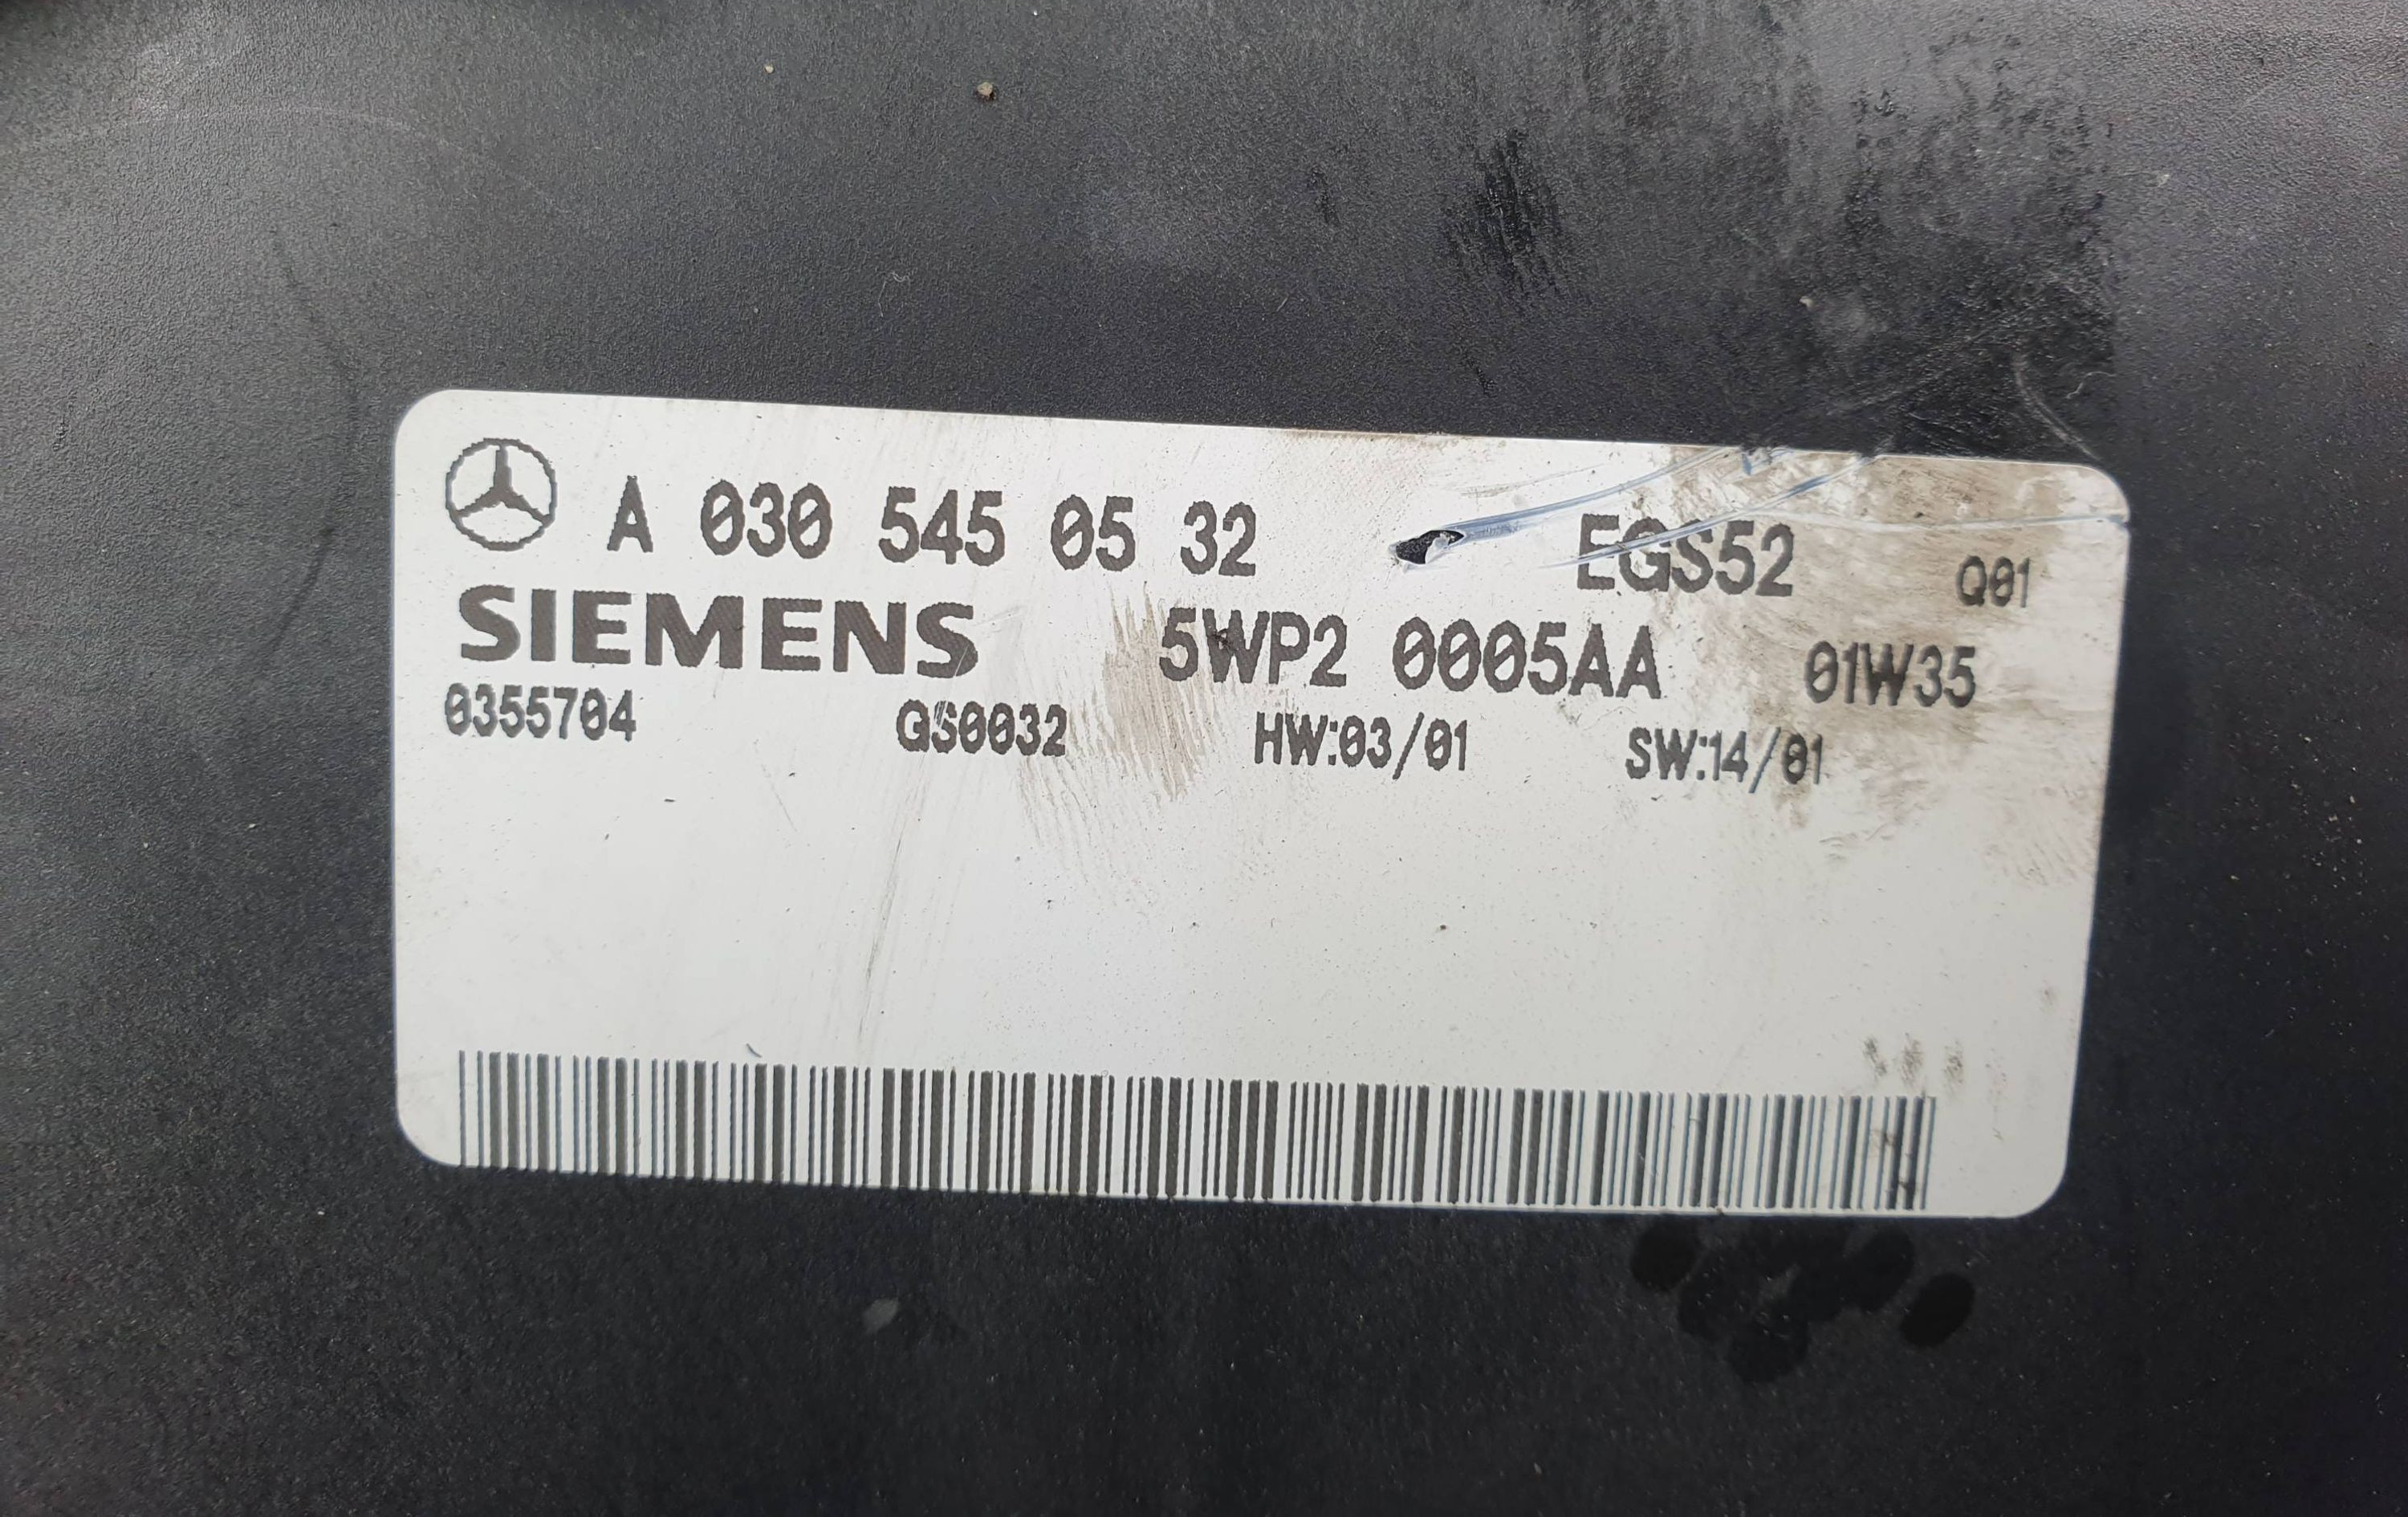 A 030 545 05 32 EGS52 Q01
SIEMENS 5WP2 0005AA 01W35
0355704 GS0032 HW:03/01 SW:14/01